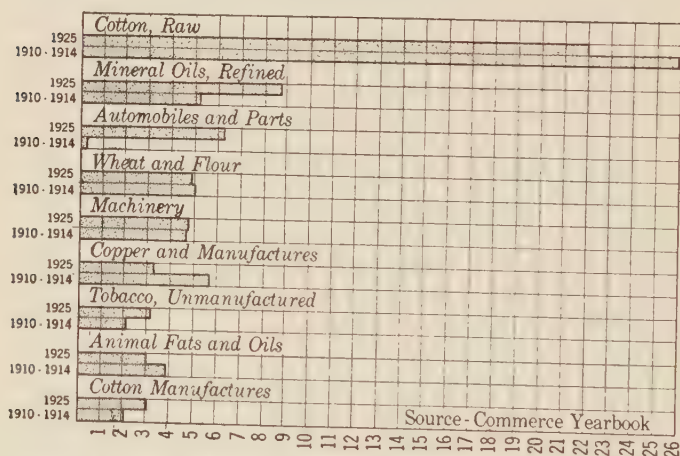 Cotton, Raw
1925
1910-1914
Mineral Oils, Refined
1925
1910-1914
Automobiles and Parts
1925
1910-1914
Wheat and Flour
1925
1910-1914
Machinery
1925
1910-1914
Copper and Manufactures
1925
1910-1914
Tobacco, Unmanufactured
1925
1910-1914
Animal Fats and Oils
1925
1910-1914
Cotton Manufactures
1925
1910-1914
Source-Commerce Yearbook
1 2 3 4 5 6 7 8 9 10 11 12 13 14 15 16 17 18 19 20 21 22 23 24 25 26